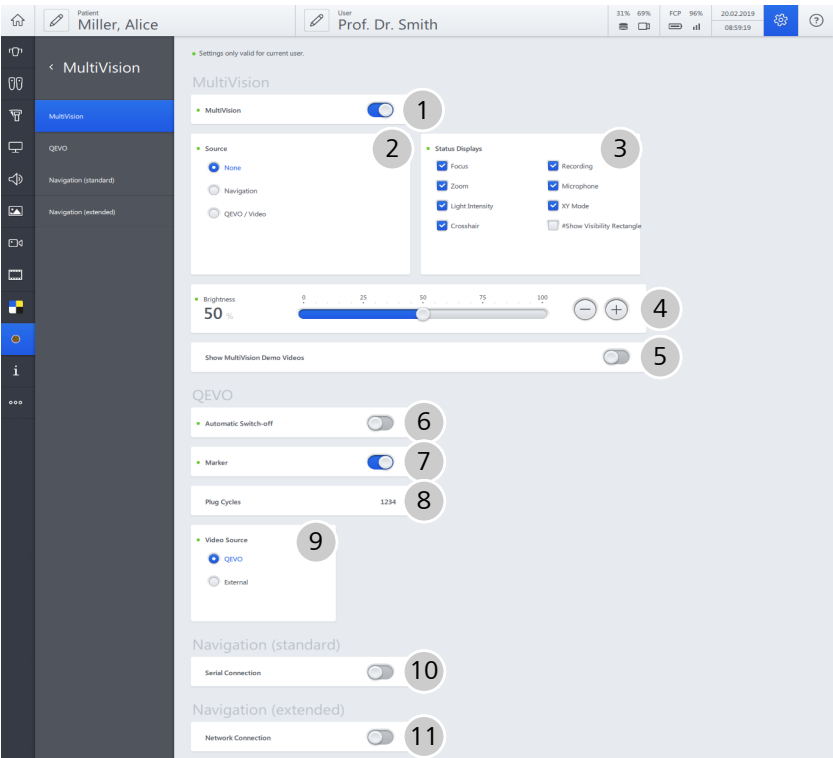 Patient
Miller, Alice
User
Prof. Dr. Smith
31% 69%
FCP 96%
20.02.2019
08:59:19
?
‹ MultiVision
MultiVision
QEVO
Navigation (standard)
Navigation (extended)
i
Settings only valid for current user.
MultiVision
MultiVision
1
Source
2
None
Navigation
QEVO / Video
Status Displays
3
Focus
Recording
Zoom
Microphone
Light Intensity
XY Mode
Crosshair
#Show Visibility Rectangle
Brightness
50 %
0 25 50 75 100
4
Show MultiVision Demo Videos
5
QEVO
Automatic Switch-off
6
Marker
7
Plug Cycles 1234
8
Video Source
9
QEVO
External
Navigation (standard)
Serial Connection
10
Navigation (extended)
Network Connection
11